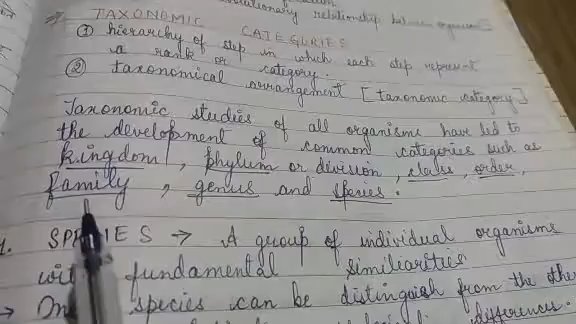 evolutionary relationship between organisms
⇒ TAXONOMIC CATEGORIES
① hierarchy of step in which each step represent
a rank or category.
② taxonomical arrangement [taxonomic category]
Taxonomic studies of all organisms have led to
the development of common categories such as
kingdom, phylum or division, class, order,
family, genus and species.
1. SPECIES → A group of individual organisms
fundamental similiarities
→ species can be distinguish from the other
differences.